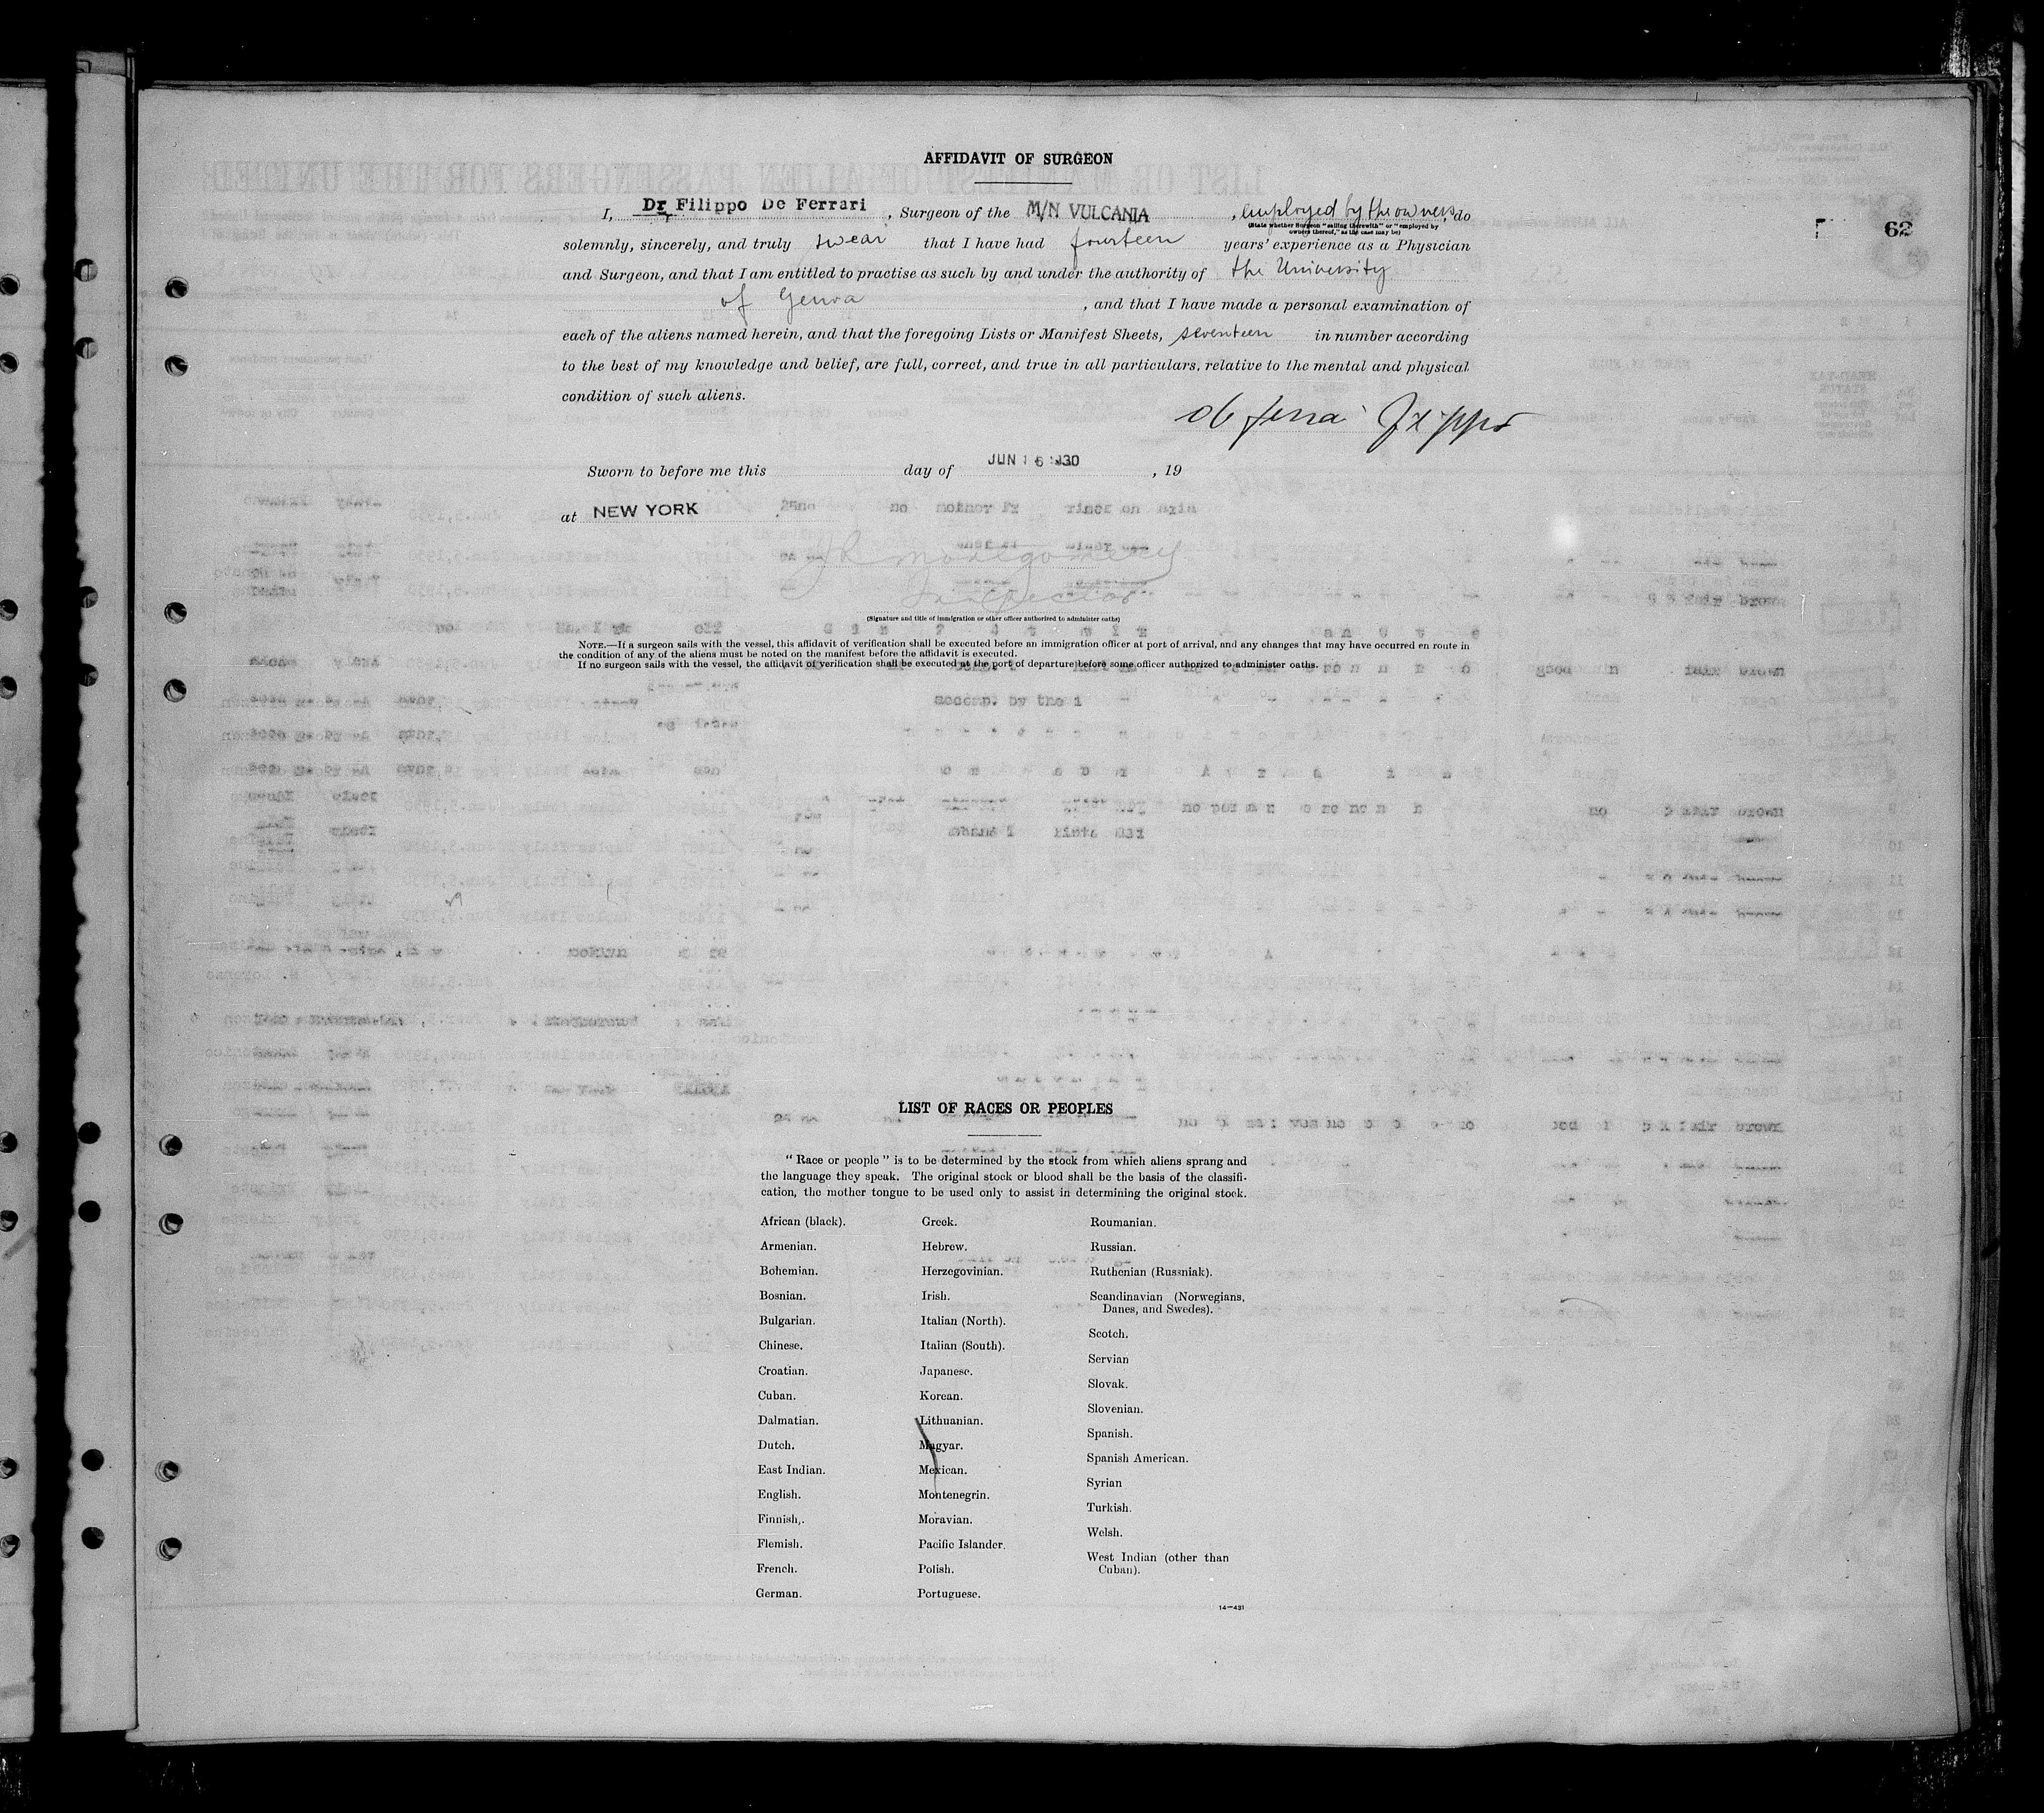 AFFIDAVIT OF SURGEON
I, Dr Filippo De Ferrari, Surgeon of the M/N VULCANIA, employed by the owners, do
(State whether Surgeon "sailing therewith" or "employed by
owners thereof," as the case may be)
62
solemnly, sincerely, and truly swear that I have had fourteen years' experience as a Physician
and Surgeon, and that I am entitled to practise as such by and under the authority of the University
of Genoa, and that I have made a personal examination of
each of the aliens named herein, and that the foregoing Lists or Manifest Sheets, seventeen in number according
to the best of my knowledge and belief, are full, correct, and true in all particulars, relative to the mental and physical
condition of such aliens.
Sworn to before me this day of JUN 16 1930, 19
at NEW YORK
Inspector
(Signature and title of immigration or other officer authorized to administer oaths)
NOTE.—If a surgeon sails with the vessel, this affidavit of verification shall be executed before an immigration officer at port of arrival, and any changes that may have occurred en route in
the condition of any of the aliens must be noted on the manifest before the affidavit is executed.
If no surgeon sails with the vessel, the affidavit of verification shall be executed at the port of departure before some officer authorized to administer oaths.
LIST OF RACES OR PEOPLES
"Race or people" is to be determined by the stock from which aliens sprang and
the language they speak. The original stock or blood shall be the basis of the classifi-
cation, the mother tongue to be used only to assist in determining the original stock.
African (black).
Armenian.
Bohemian.
Bosnian.
Bulgarian.
Chinese.
Croatian.
Cuban.
Dalmatian.
Dutch.
East Indian.
English.
Finnish.
Flemish.
French.
German.
Greek.
Hebrew.
Herzegovinian.
Irish.
Italian (North).
Italian (South).
Japanese.
Korean.
Lithuanian.
Magyar.
Mexican.
Montenegrin.
Moravian.
Pacific Islander.
Polish.
Portuguese.
Roumanian.
Russian.
Ruthenian (Russniak).
Scandinavian (Norwegians,
Danes, and Swedes).
Scotch.
Servian
Slovak.
Slovenian.
Spanish.
Spanish American.
Syrian
Turkish.
Welsh.
West Indian (other than
Cuban).
14—431